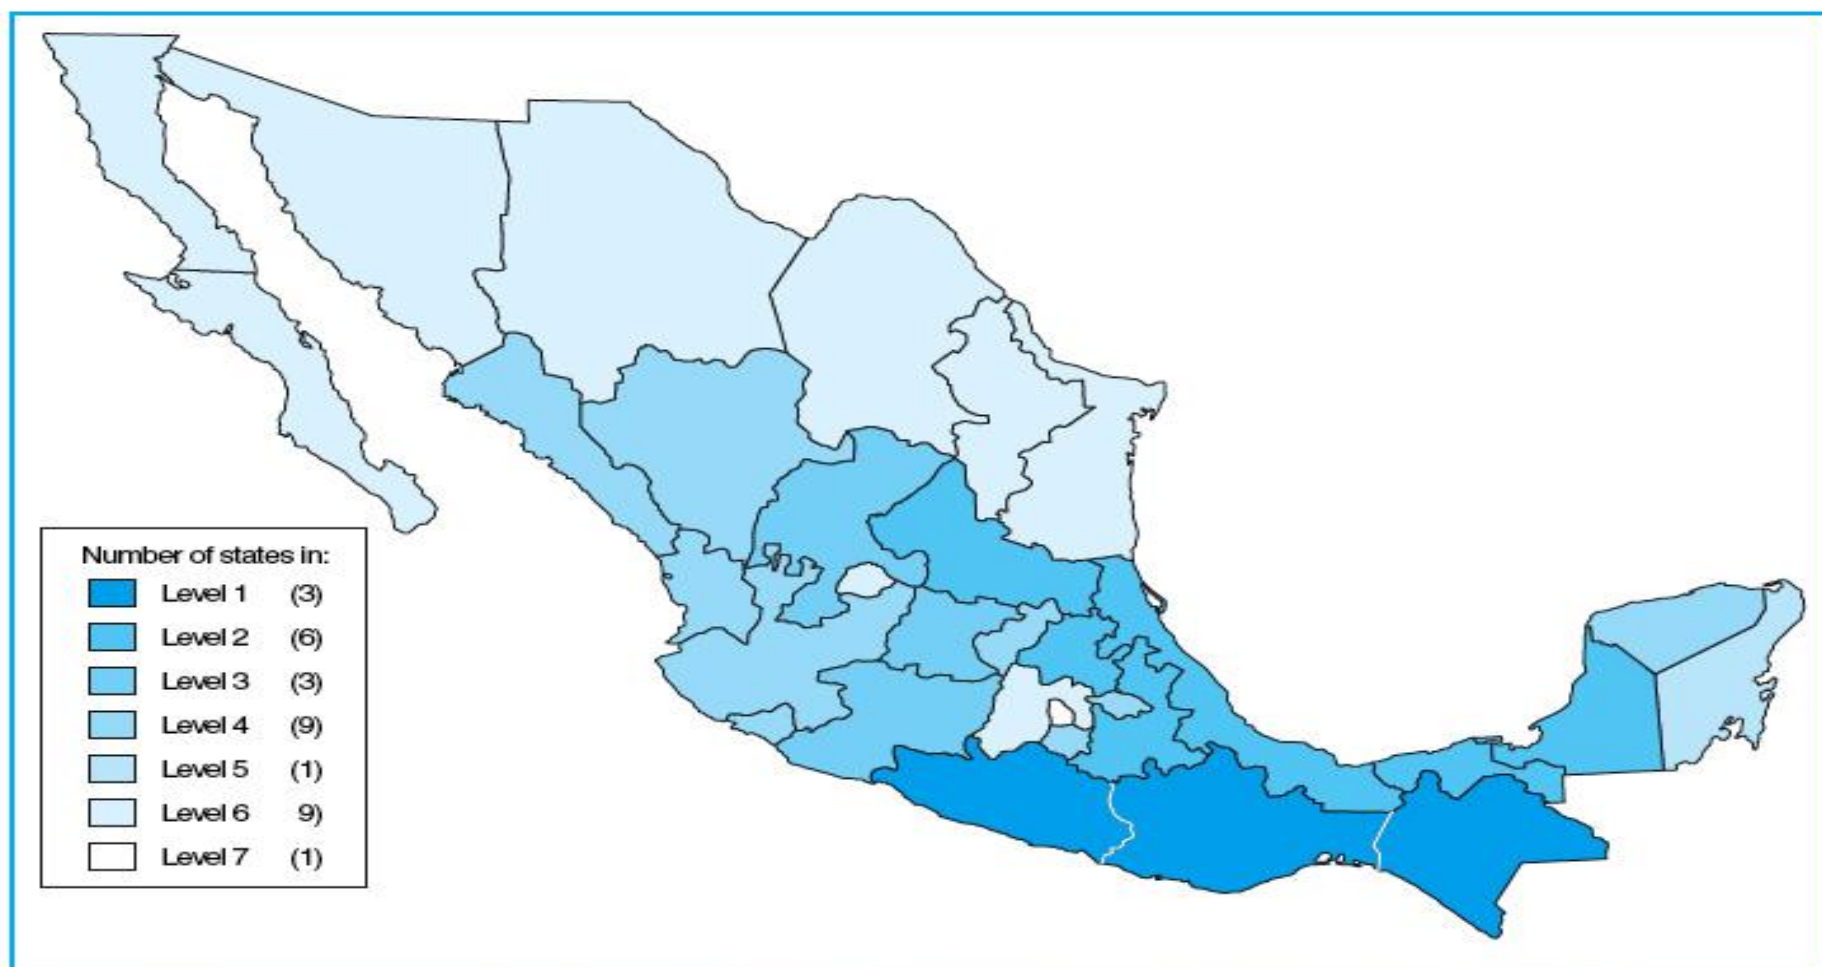 Number of states in:
Level 1 (3)
Level 2 (6)
Level 3 (3)
Level 4 (9)
Level 5 (1)
Level 6 9)
Level 7 (1)